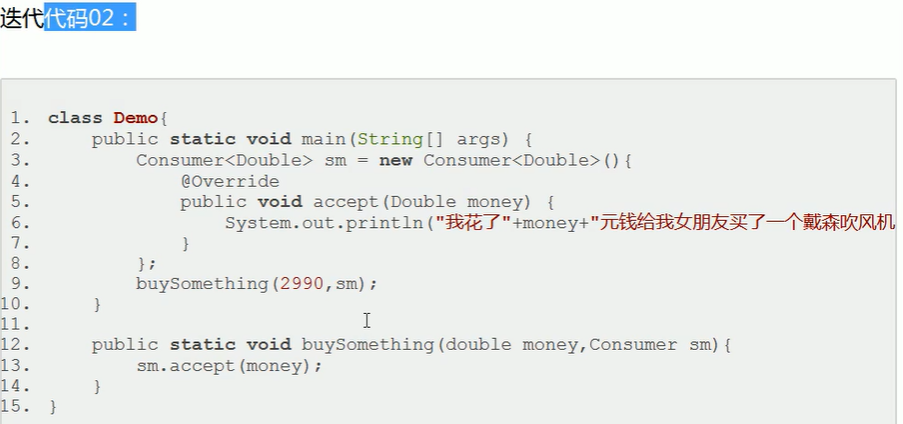 迭代代码02：
1. class Demo{
2. public static void main(String[] args) {
3. Consumer<Double> sm = new Consumer<Double>(){
4. @Override
5. public void accept(Double money) {
6. System.out.println("我花了"+money+"元钱给我女朋友买了一个戴森吹风机
7. }
8. };
9. buySomething(2990,sm);
10. }
11.
12. public static void buySomething(double money,Consumer sm){
13. sm.accept(money);
14. }
15. }